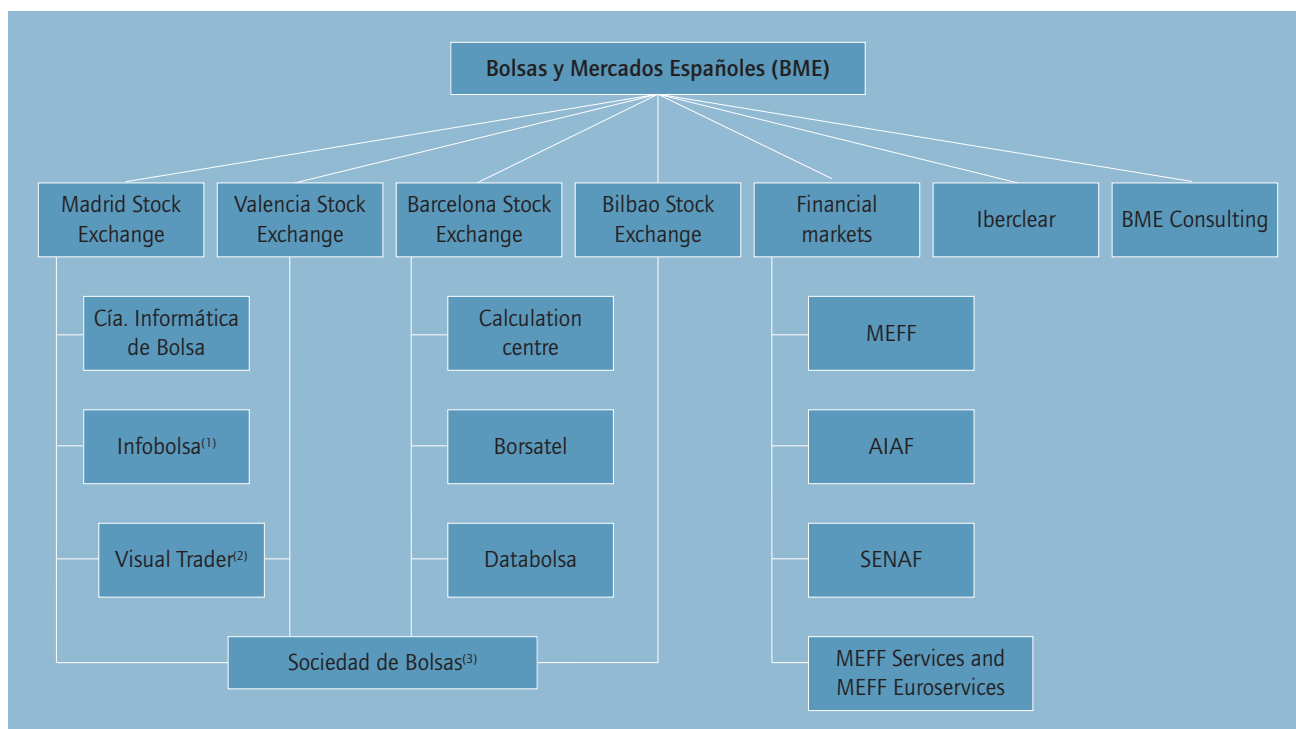 Bolsas y Mercados Españoles (BME)
Madrid Stock
Exchange
Valencia Stock
Exchange
Barcelona Stock
Exchange
Bilbao Stock
Exchange
Financial
markets
Iberclear
BME Consulting
Cía. Informática
de Bolsa
Calculation
centre
MEFF
Infobolsa(1)
Borsatel
AIAF
Visual Trader(2)
Databolsa
SENAF
Sociedad de Bolsas(3)
MEFF Services and
MEFF Euroservices